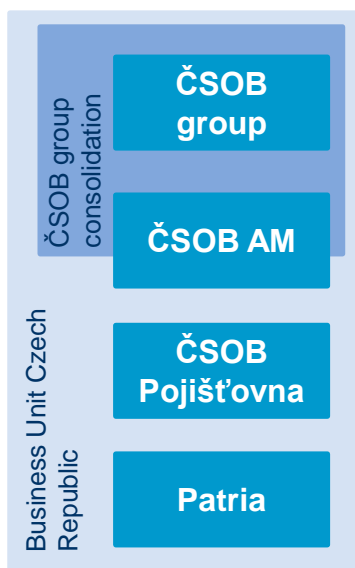 ČSOB group
consolidation
ČSOB
group
ČSOB AM
Business Unit Czech
Republic
ČSOB
Pojišťovna
Patria